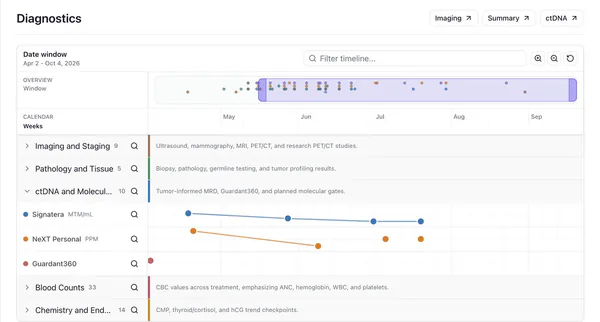 Diagnostics
Imaging ↗
Summary ↗
ctDNA ↗
Date window
Apr 2 - Oct 4, 2026
Filter timeline...
OVERVIEW
Window
CALENDAR
Weeks
May
Jun
Jul
Aug
Sep
Imaging and Staging 9
Ultrasound, mammography, MRI, PET/CT, and research PET/CT studies.
Pathology and Tissue 5
Biopsy, pathology, germline testing, and tumor profiling results.
ctDNA and Molecul... 10
Tumor-informed MRD, Guardant360, and planned molecular gates.
Signatera MTM/mL
NeXT Personal PPM
Guardant360
Blood Counts 33
CBC values across treatment, emphasizing ANC, hemoglobin, WBC, and platelets.
Chemistry and End... 14
CMP, thyroid/cortisol, and hCG trend checkpoints.